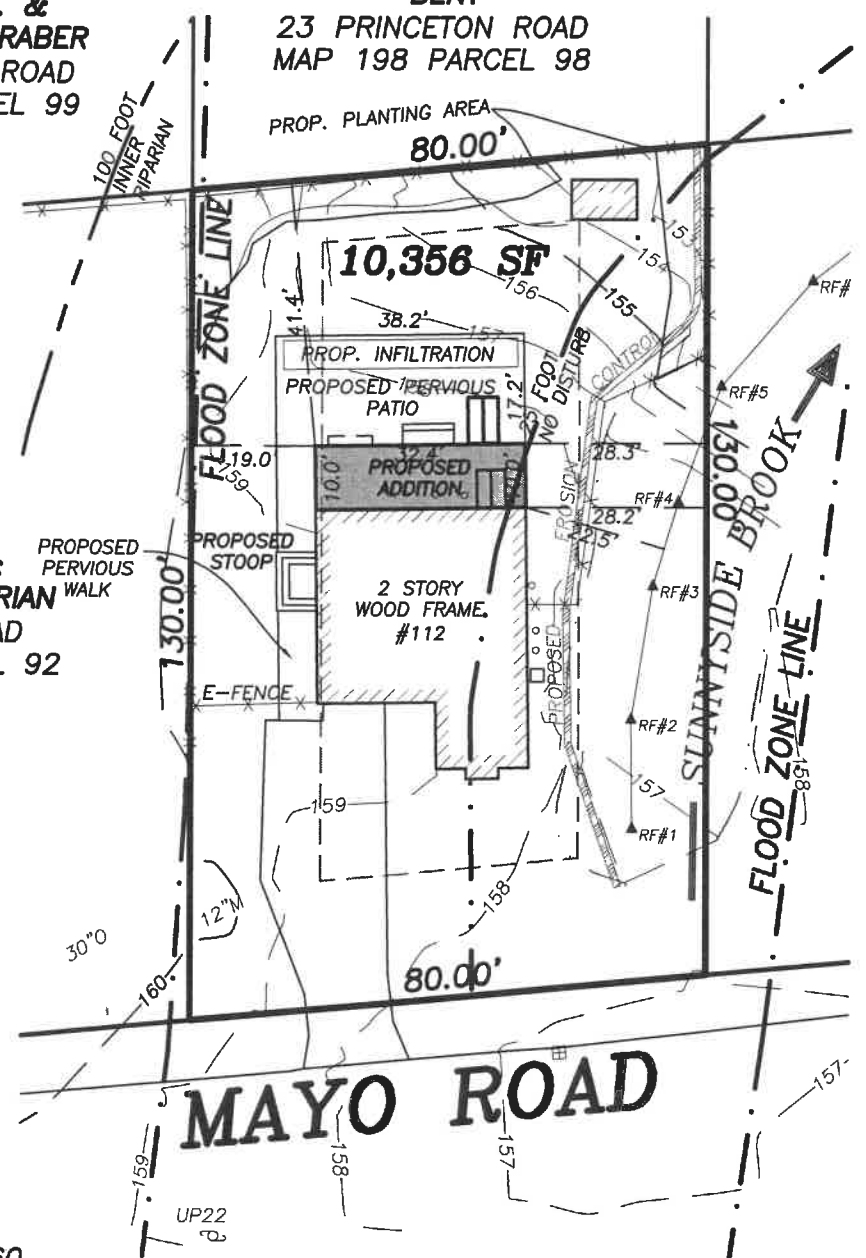 &
RABER
ROAD
EL 99
23 PRINCETON ROAD
MAP 198 PARCEL 98
PROP. PLANTING AREA
80.00'
100 FOOT
INNER
RIPARIAN
FLOOD ZONE LINE
10,356 SF
153
154
155
156
157
41.4'
38.2'
PROP. INFILTRATION
PROPOSED PERVIOUS
PATIO
17.2'
25 FOOT
NO DISTURB
CONTROL
RF#
RF#5
130.00'
SUNNYSIDE BROOK
19.0'
159
32.4'
10.0'
PROPOSED
ADDITION
28.3'
RF#4
28.2'
22.5'
EROSION
PROPOSED
PROPOSED
PERVIOUS
WALK
PROPOSED
STOOP
RIAN
AD
92
130.00'
2 STORY
WOOD FRAME
#112
RF#3
E-FENCE
RF#2
157
RF#1
FLOOD ZONE LINE
158
159
158
12"M
30"O
160
80.00'
MAYO ROAD
159
158
157
157
UP22